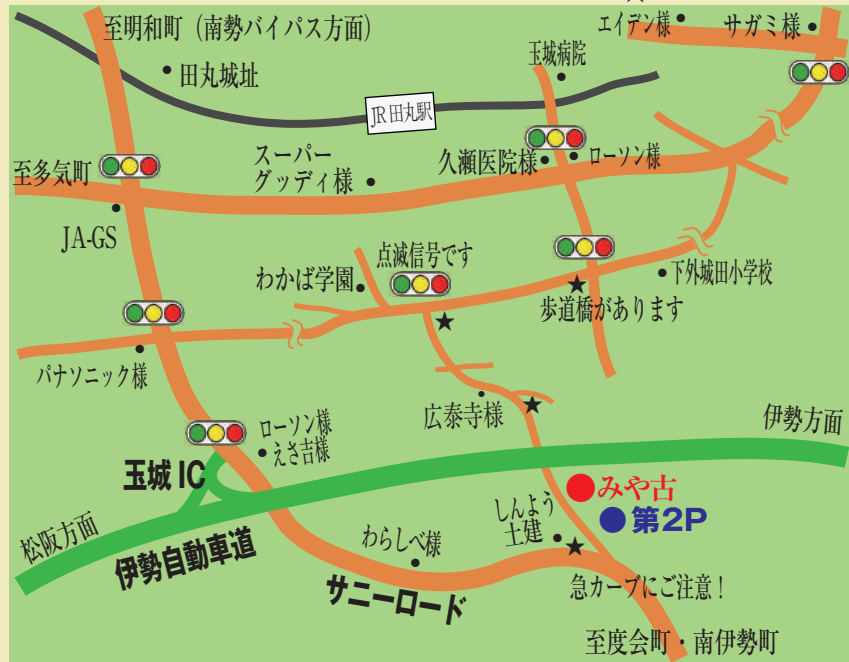 至明和町（南勢バイパス方面）
エイデン様
サガミ様
玉城病院
田丸城址
JR田丸駅
スーパー
グッディ様
久瀬医院様
ローソン様
至多気町
JA-GS
点滅信号です
わかば学園
下外城田小学校
歩道橋があります
パナソニック様
広泰寺様
ローソン様
えさ吉様
伊勢方面
玉城 IC
みや古
第2P
しんよう
土建
松阪方面
伊勢自動車道
わらしべ様
サニーロード
急カーブにご注意！
至度会町・南伊勢町